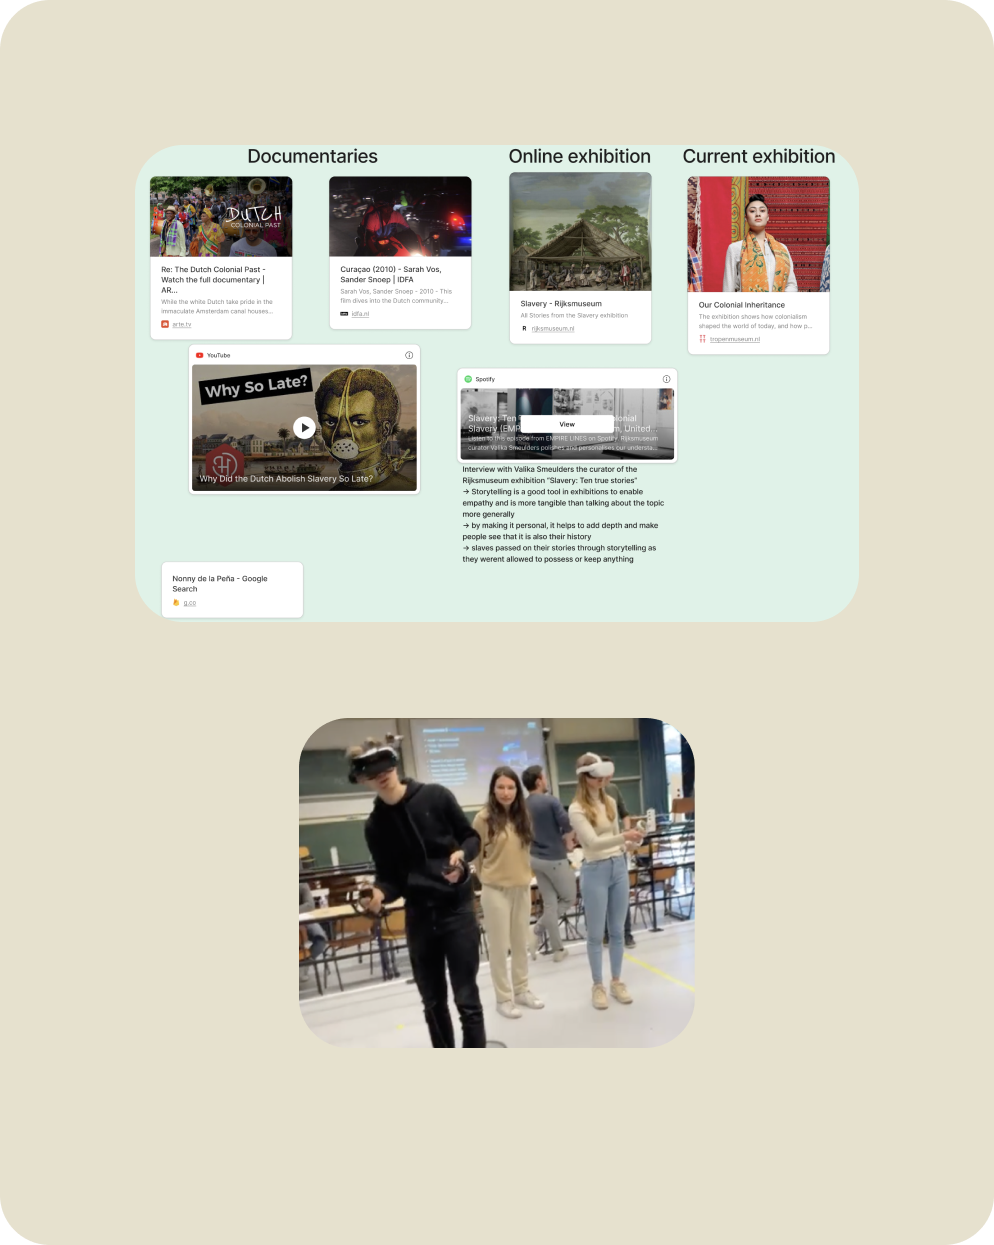 Documentaries
Online exhibition
Current exhibition
DUTCH
COLONIAL PAST
Re: The Dutch Colonial Past -
Watch the full documentary |
AR...
While the white Dutch take pride in the
immaculate Amsterdam canal houses...
arte.tv
Curaçao (2010) - Sarah Vos,
Sander Snoep | IDFA
Sarah Vos, Sander Snoep – 2010 - This
film dives into the Dutch community...
idfa.nl
Slavery - Rijksmuseum
All Stories from the Slavery exhibition
R rijksmuseum.nl
Our Colonial Inheritance
The exhibition shows how colonialism
shaped the world of today, and how p...
tropenmuseum.nl
YouTube
Why So Late?
Why Did the Dutch Abolish Slavery So Late?
Spotify
Slavery: Ten
Slavery (EMP
View
United...
Listen to this episode from EMPIRE LINES on Spotify. Rijksmuseum
curator Valika Smeulders polishes and personalises our understa...
Interview with Valika Smeulders the curator of the
Rijksmuseum exhibition "Slavery: Ten true stories"
→ Storytelling is a good tool in exhibitions to enable
empathy and is more tangible than talking about the topic
more generally
→ by making it personal, it helps to add depth and make
people see that it is also their history
→ slaves passed on their stories through storytelling as
they werent allowed to possess or keep anything
Nonny de la Peña - Google
Search
g.co